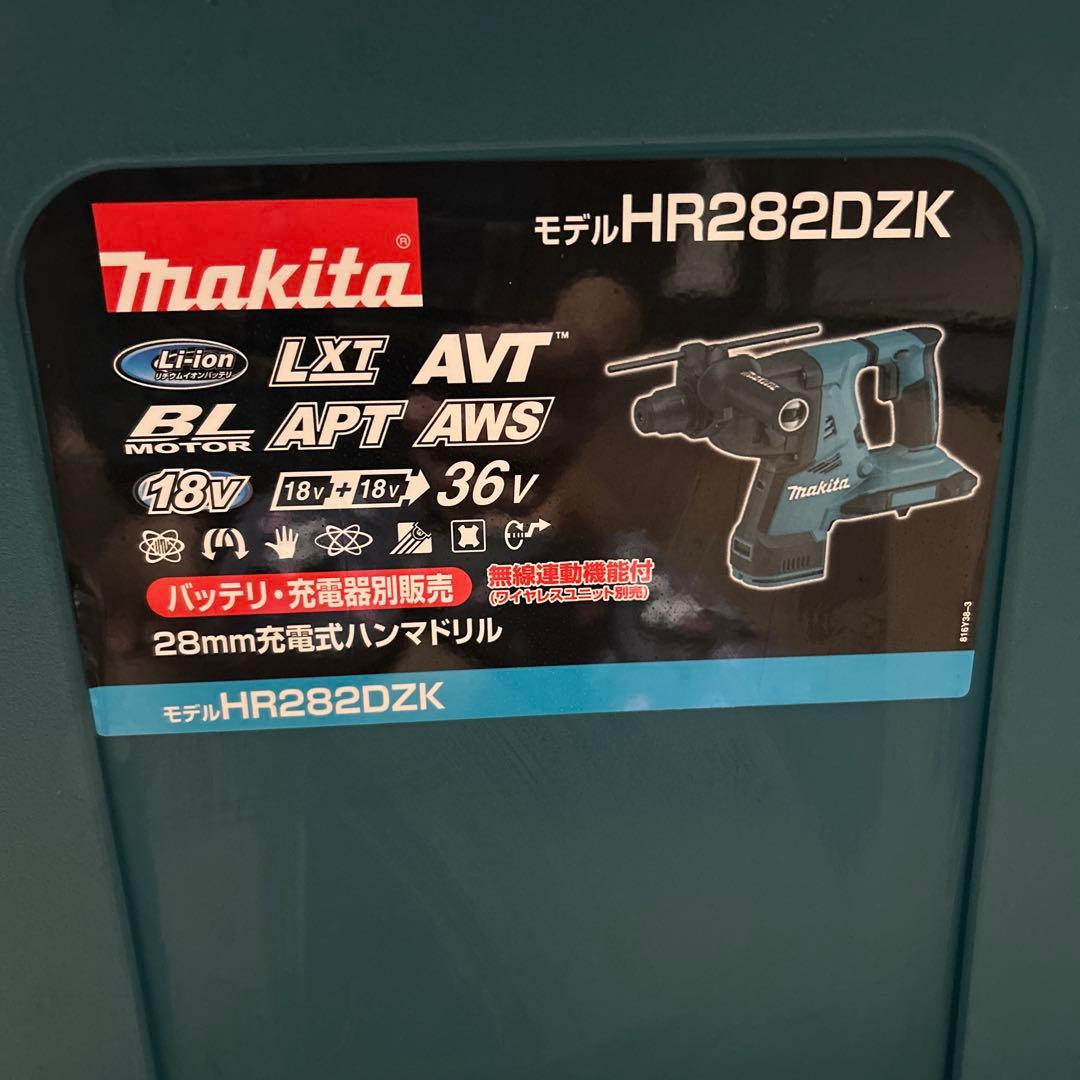 makita®
モデルHR282DZK
Li-ion
リチウムイオンバッテリ
LXT
AVT™
BL
MOTOR
APT
AWS
18V
18V+18V
36V
makita
makita
バッテリ・充電器別販売
無線連動機能付
(ワイヤレスユニット別売)
28mm充電式ハンマドリル
816Y38-3
モデルHR282DZK